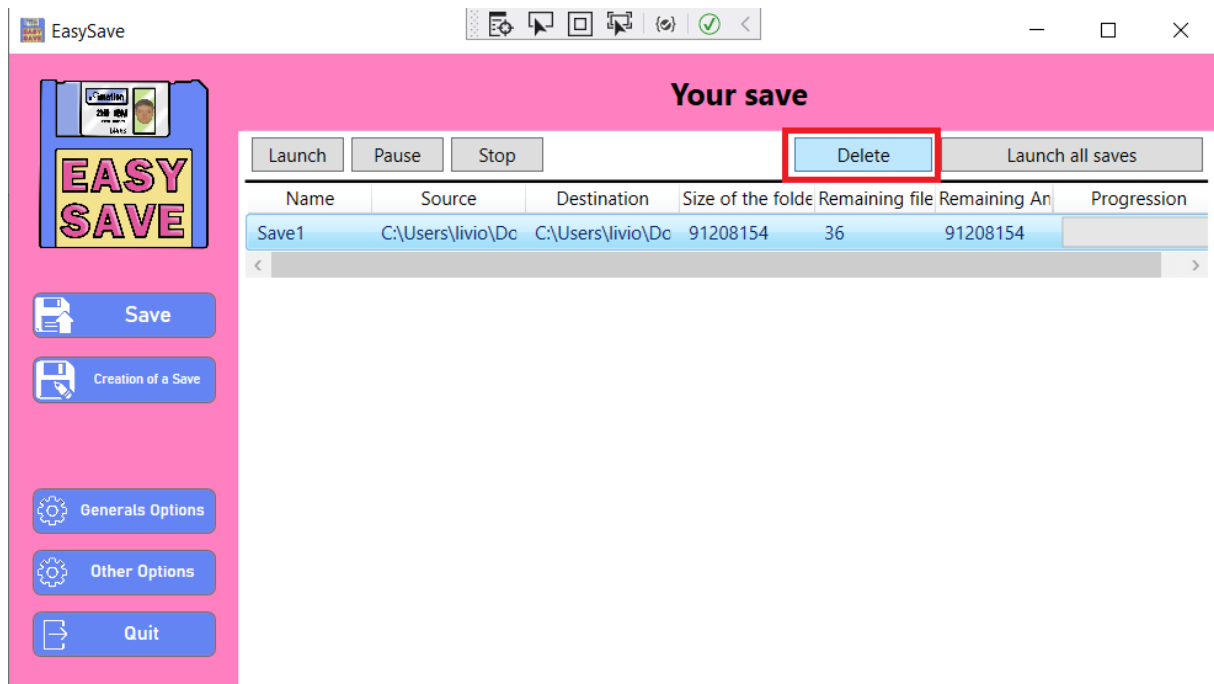 EasySave
Your save
Launch Pause Stop Delete Launch all saves
Name Source Destination Size of the folde Remaining file Remaining An Progression
Save1 C:\Users\livio\Do C:\Users\livio\Do 91208154 36 91208154
EASY
SAVE
Save
Creation of a Save
Generals Options
Other Options
Quit